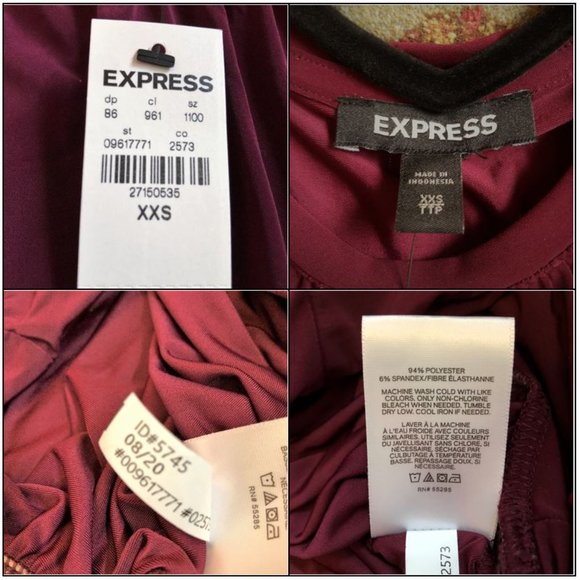 EXPRESS
dp cl sz
86 961 1100
st co
09617771 2573
27150535
XXS
EXPRESS
MADE IN
INDONESIA
XXS
TTP
ID#5745
08/20
#009617771 #0257
NÉCESSAIRE
RN# 55285
94% POLYESTER
6% SPANDEX/FIBRE ÉLASTHANNE
MACHINE WASH COLD WITH LIKE
COLORS. ONLY NON-CHLORINE
BLEACH WHEN NEEDED. TUMBLE
DRY LOW. COOL IRON IF NEEDED.
LAVER À LA MACHINE
À L'EAU FROIDE AVEC COULEURS
SIMILAIRES. UTILISEZ SEULEMENT
DU JAVELLISANT SANS CHLORE, SI
NÉCESSAIRE. SÉCHAGE PAR
CULBUTAGE À TEMPÉRATURE
BASSE. REPASSAGE DOUX, SI
NÉCESSAIRE.
RN# 55285
2573